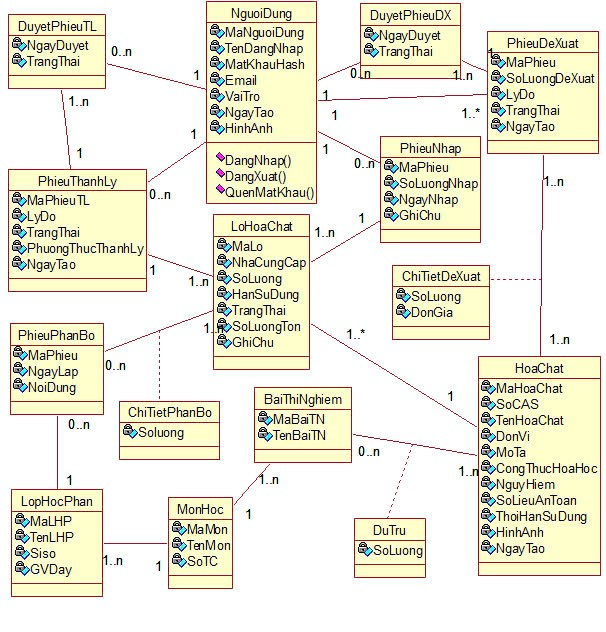 DuyetPhieuTL
NgayDuyet
TrangThai
0..n
1
1..n
1
NguoiDung
MaNguoiDung
TenDangNhap
MatKhauHash
Email
VaiTro
NgayTao
HinhAnh
DangNhap()
DangXuat()
QuenMatKhau()
DuyetPhieuDX
NgayDuyet
TrangThai
0..n
1..n
1
1
1
1..*
PhieuDeXuat
MaPhieu
SoLuongDeXuat
LyDo
TrangThai
NgayTao
1..n
PhieuThanhLy
MaPhieuTL
LyDo
TrangThai
PhuongThucThanhLy
NgayTao
1
0..n
1
1..n
PhieuNhap
MaPhieu
SoLuongNhap
NgayNhap
GhiChu
0..n
1
1..n
LoHoaChat
MaLo
NhaCungCap
SoLuong
HanSuDung
TrangThai
SoLuongTon
GhiChu
1..n
1..*
1
ChiTietDeXuat
SoLuong
DonGia
PhieuPhanBo
MaPhieu
NgayLap
NoiDung
0..n
0..n
1
ChiTietPhanBo
Soluong
BaiThiNghiem
MaBaiTN
TenBaiTN
0..n
1..n
1..n
1..n
HoaChat
MaHoaChat
SoCAS
TenHoaChat
DonVi
MoTa
CongThucHoaHoc
NguyHiem
SoLieuAnToan
ThoiHanSuDung
HinhAnh
NgayTao
LopHocPhan
MaLHP
TenLHP
Siso
GVDay
1..n
1
MonHoc
MaMon
TenMon
SoTC
1
DuTru
SoLuong